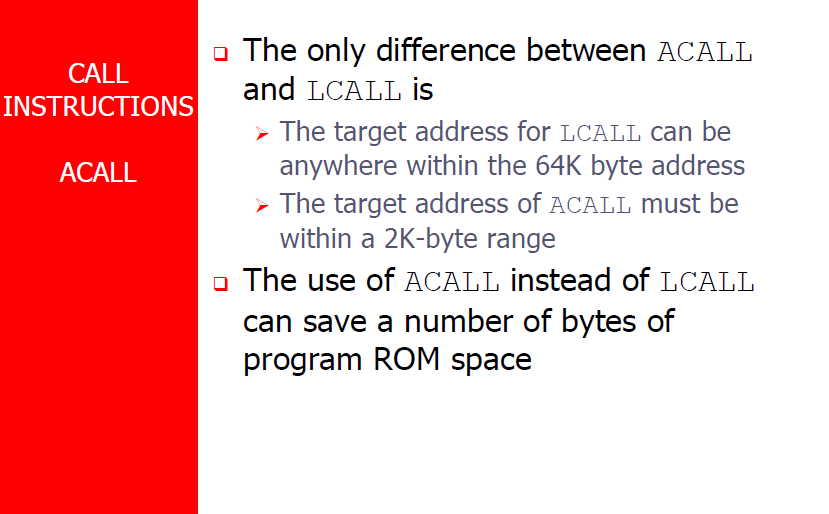 CALL
INSTRUCTIONS
ACALL
The only difference between ACALL
and LCALL is
The target address for LCALL can be
anywhere within the 64K byte address
The target address of ACALL must be
within a 2K-byte range
The use of ACALL instead of LCALL
can save a number of bytes of
program ROM space